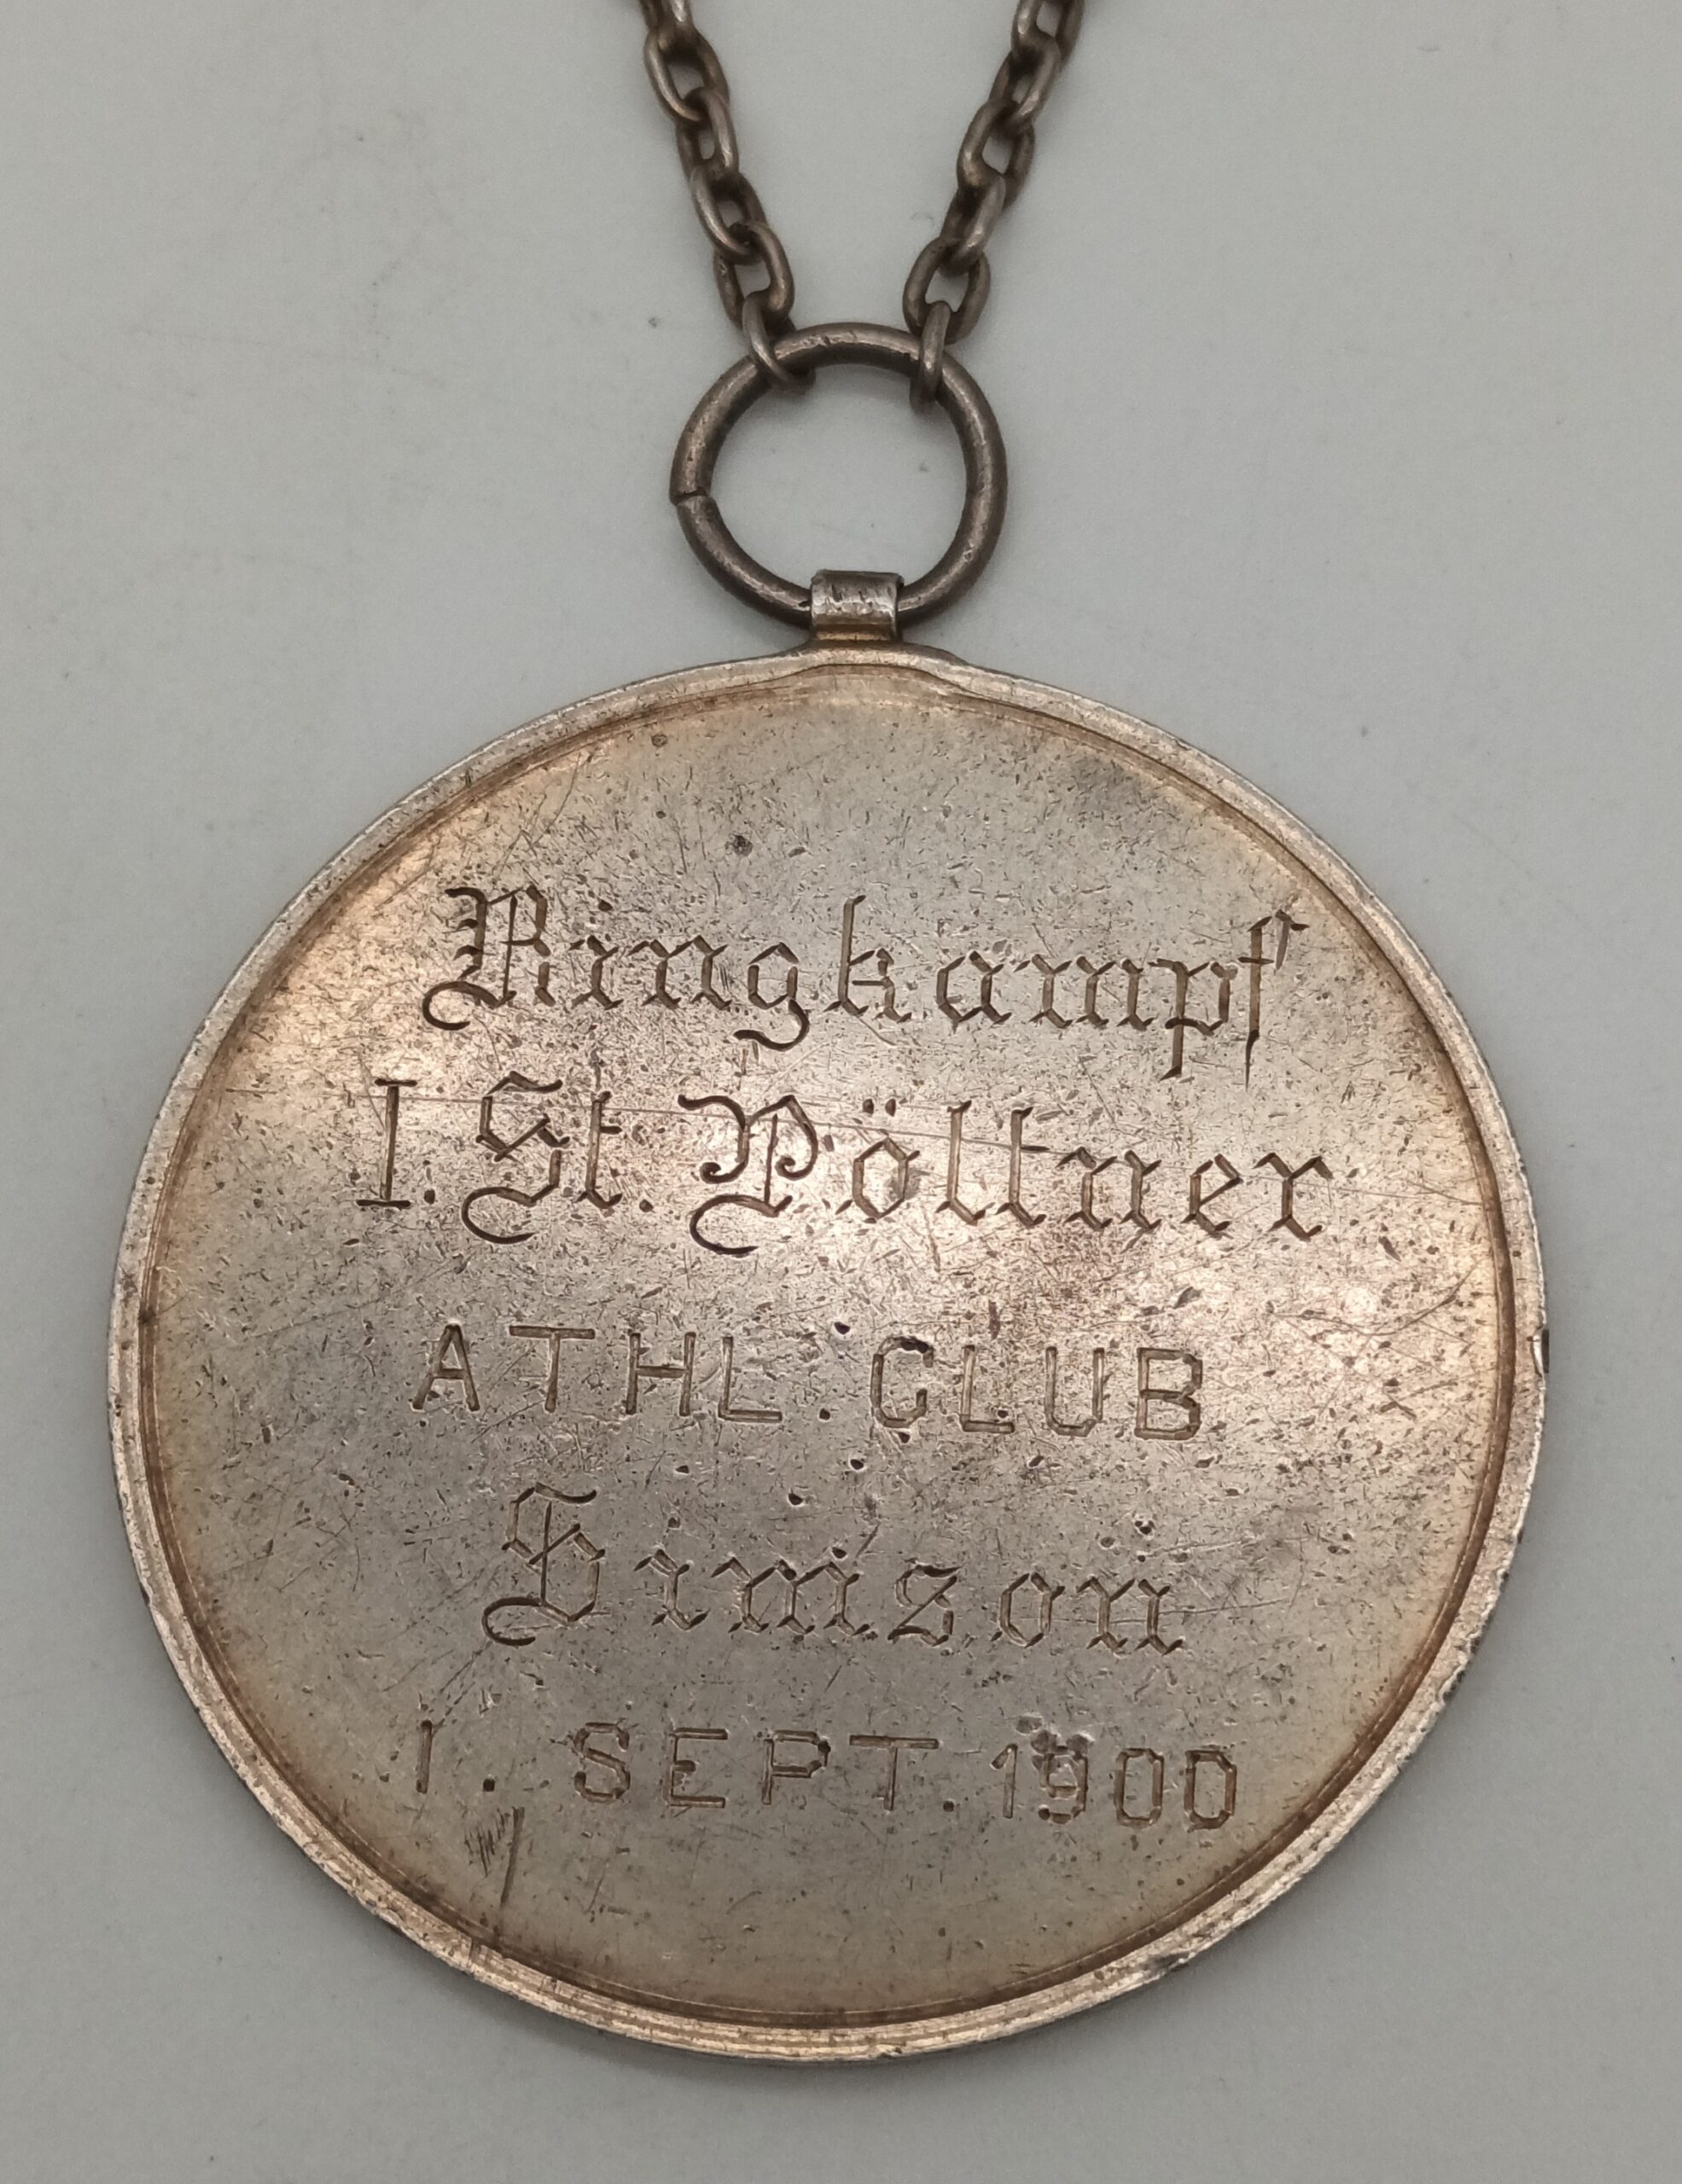 Ringkampf
I. St. Pöltner
ATHL. CLUB
Simson
1. SEPT. 1900